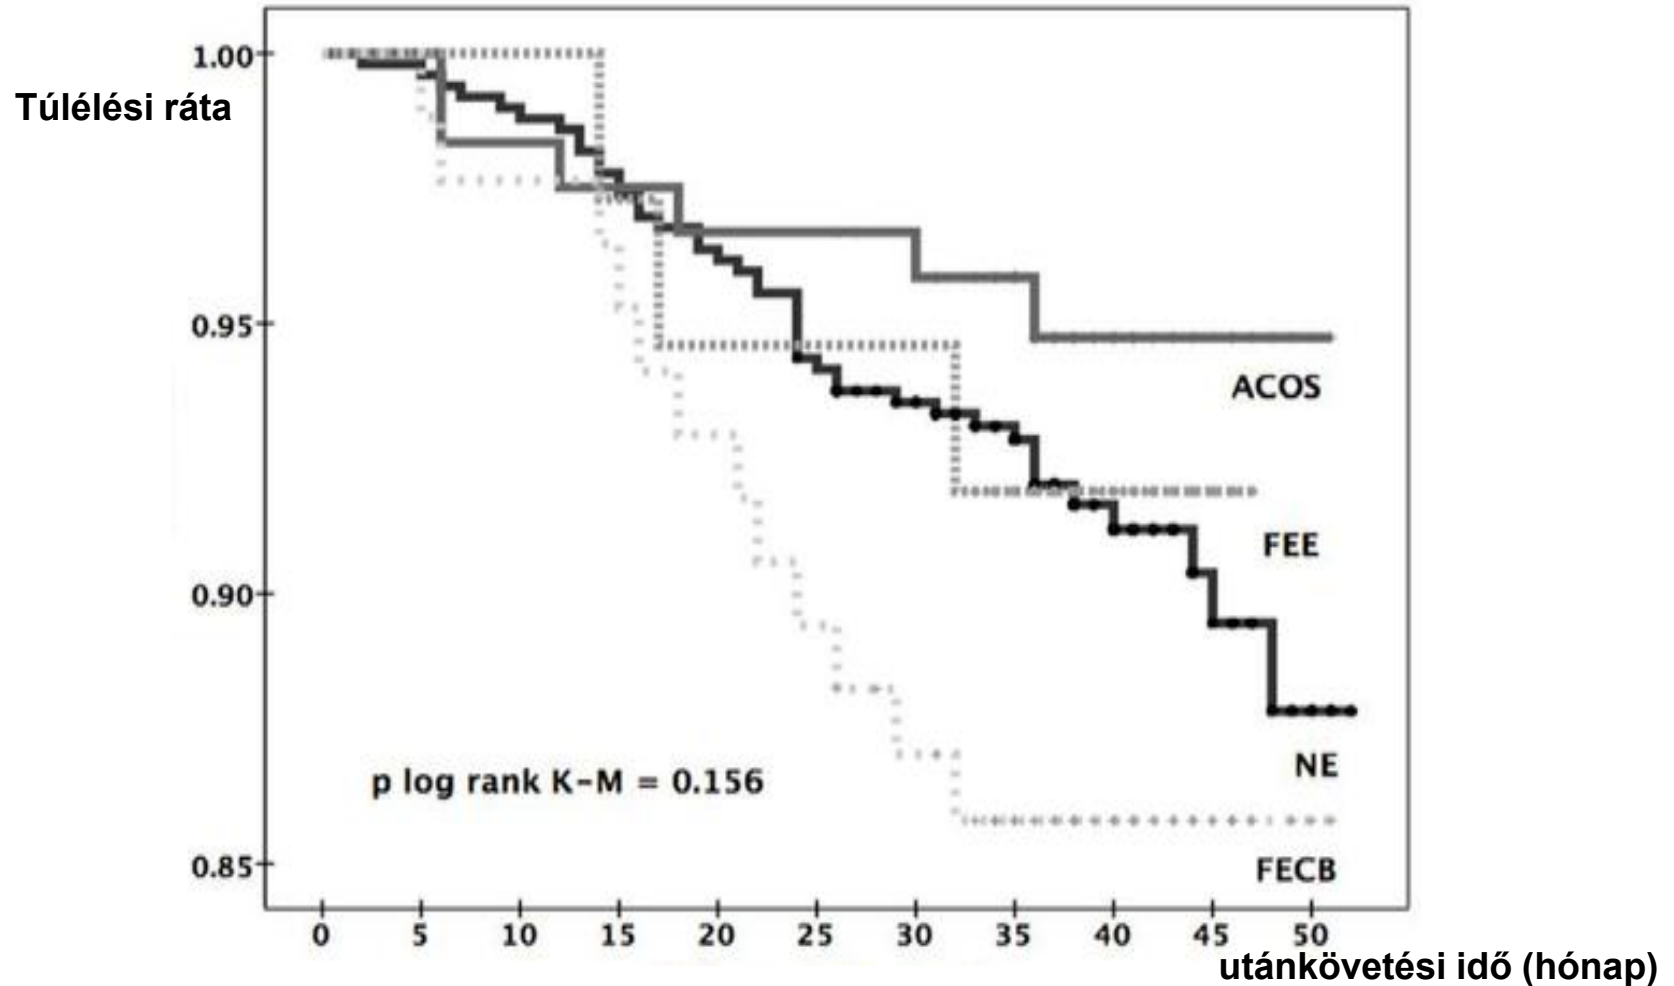 Túlélési ráta
1.00
0.95
0.90
0.85
ACOS
FEE
NE
FECB
p log rank K-M = 0.156
0 5 10 15 20 25 30 35 40 45 50
utánkövetési idő (hónap)